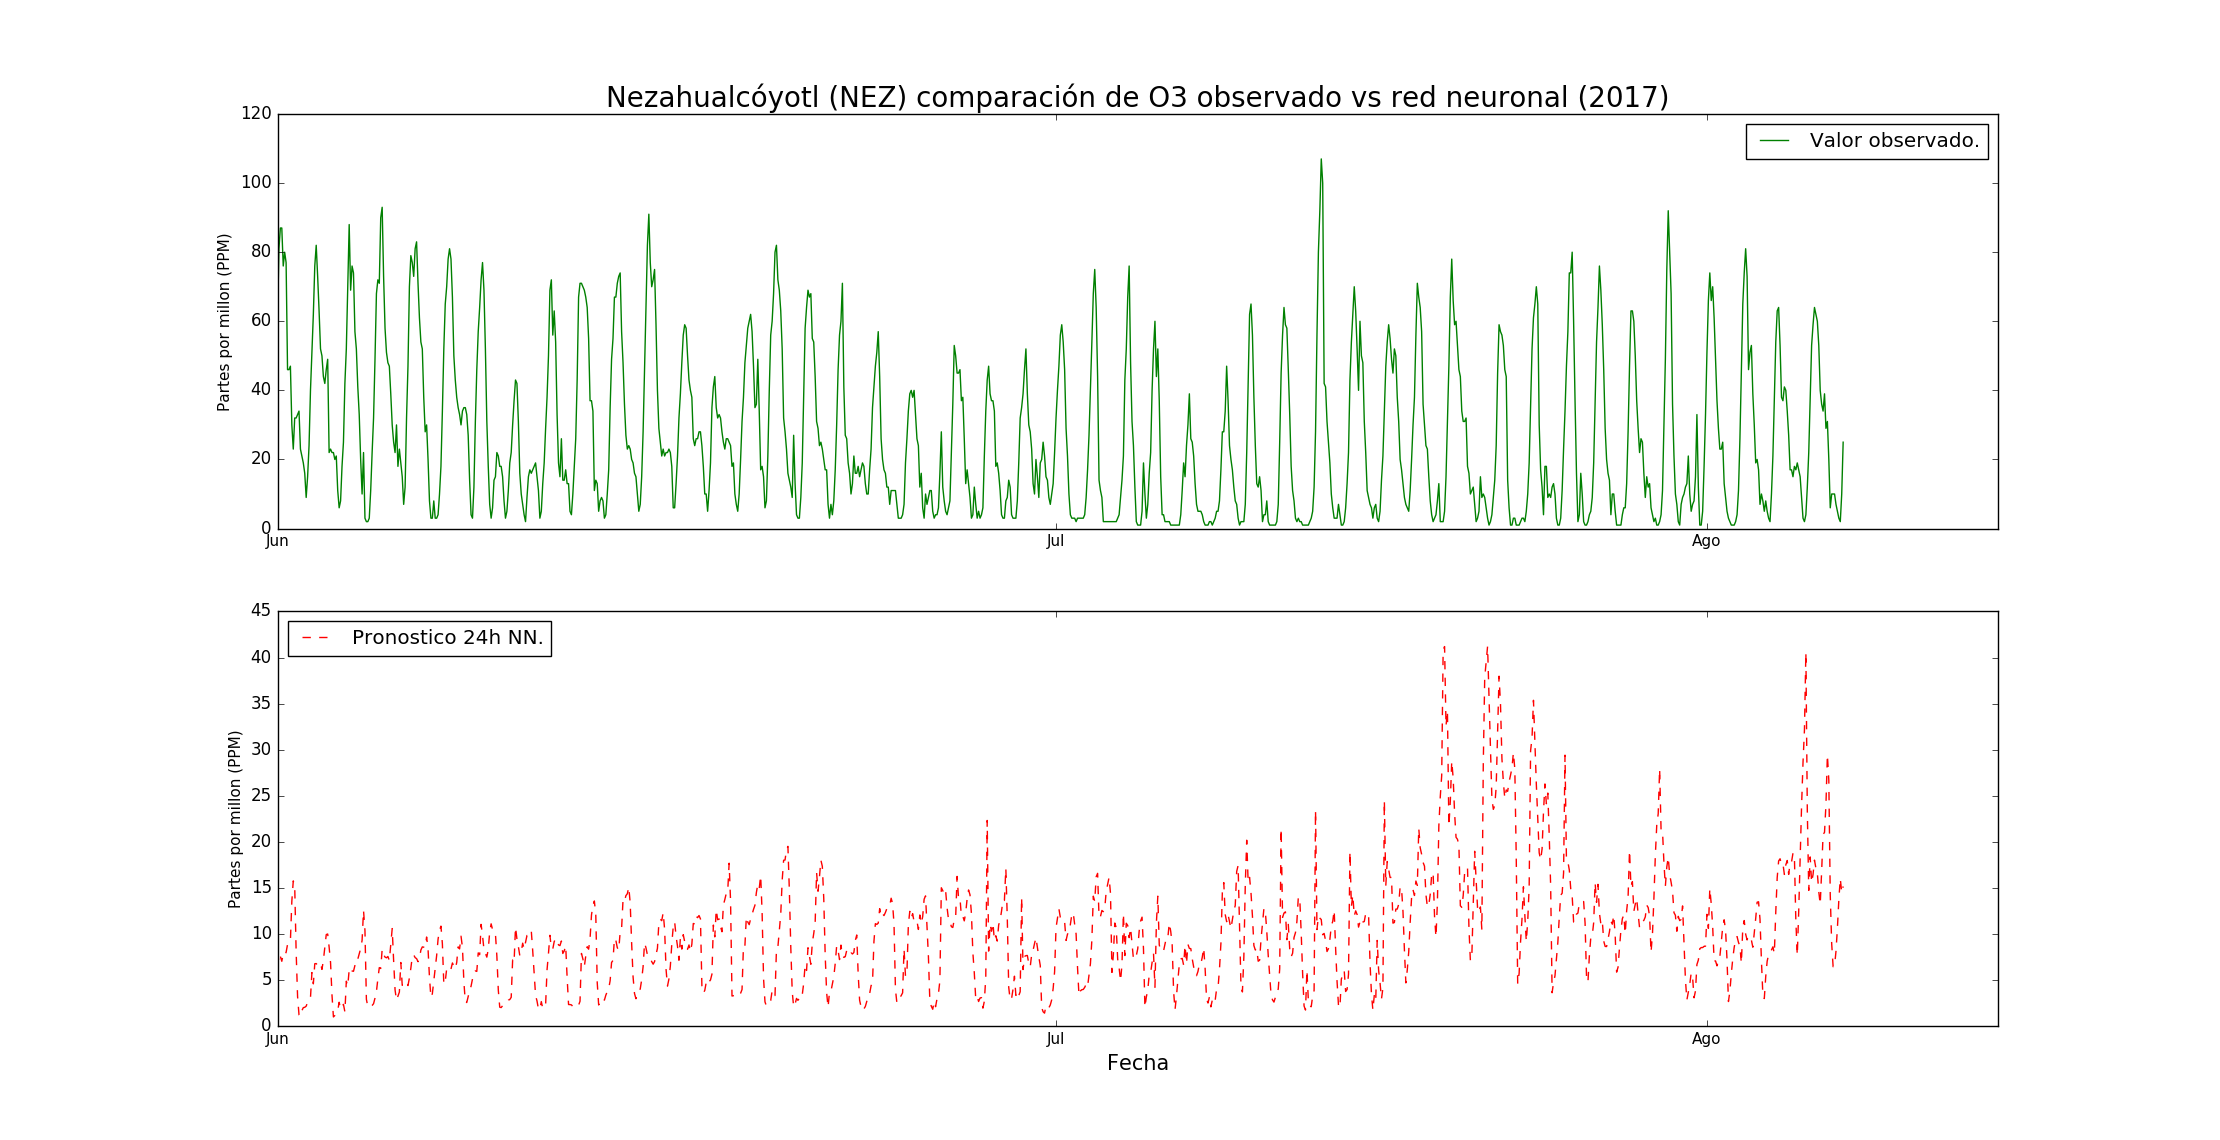 Nezahualcóyotl (NEZ) comparación de O3 observado vs red neuronal (2017)
120
100
80
60
40
20
0
Partes por millon (PPM)
Valor observado.
Jun
Jul
Ago
45
40
35
30
25
20
15
10
5
0
Partes por millon (PPM)
Pronostico 24h NN.
Jun
Jul
Ago
Fecha